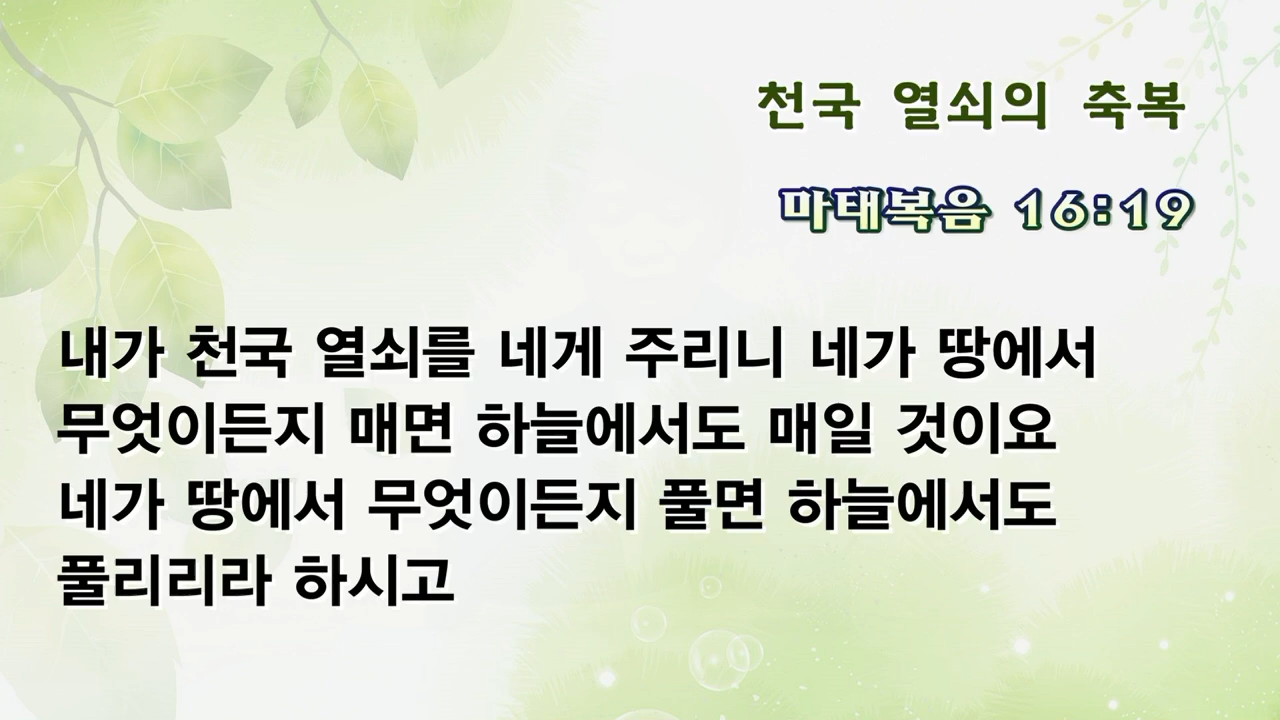 천국 열쇠의 축복
마태복음 16:19
내가 천국 열쇠를 네게 주리니 네가 땅에서
무엇이든지 매면 하늘에서도 매일 것이요
네가 땅에서 무엇이든지 풀면 하늘에서도
풀리리라 하시고